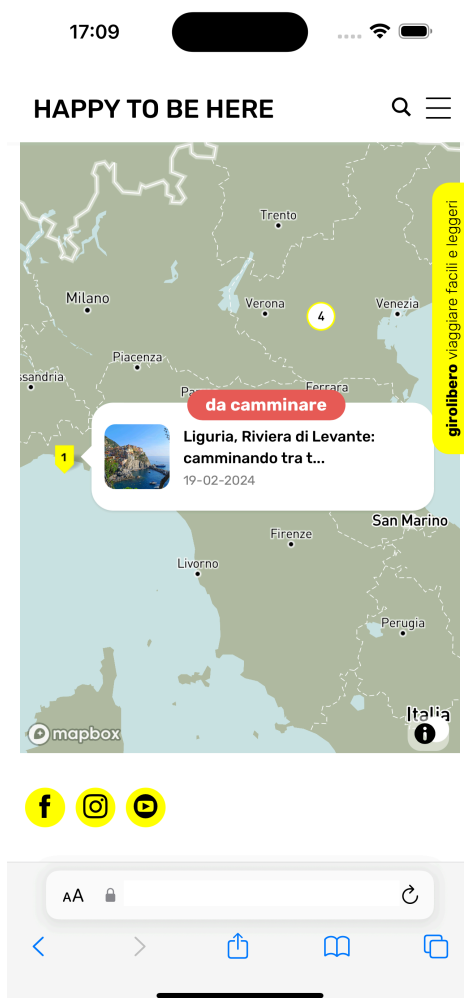 17:09
HAPPY TO BE HERE
Trento
girolibero viaggiare facili e leggeri
Milano
Verona
4
Venezia
Piacenza
ssandria
Pa
Ferrara
da camminare
Liguria, Riviera di Levante:
camminando tra t...
19-02-2024
1
San Marino
Firenze
Livorno
Perugia
Italia
mapbox
AA